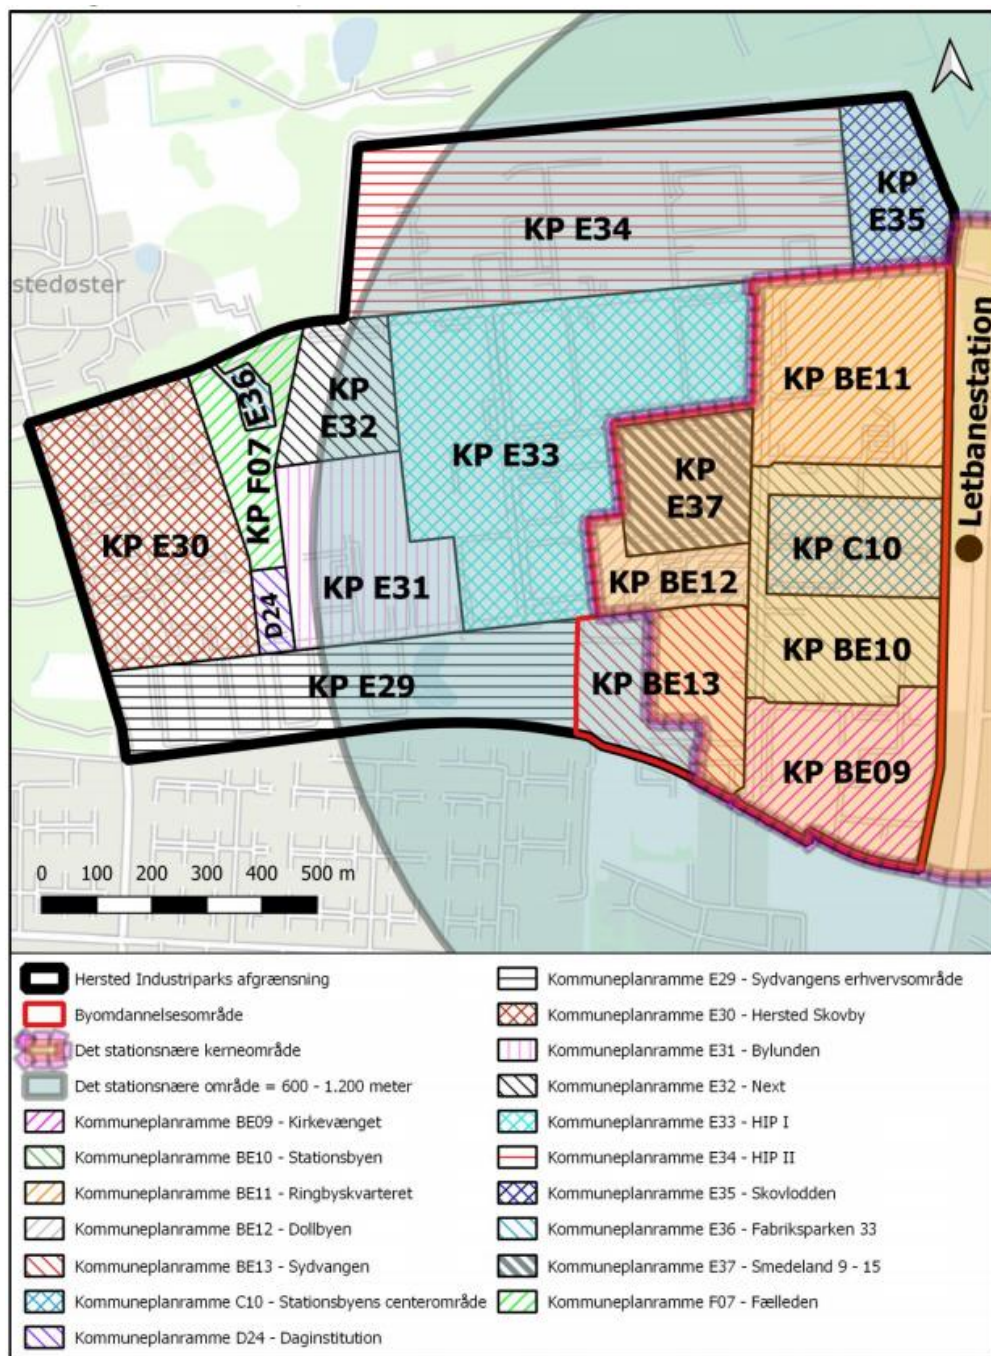 KP
E35
KP E34
stedøster
Letbanestation
KP BE11
KP
E32
E36
KP F07
KP E33
KP
E37
KP E30
KP C10
KP E31
KP BE12
D24
KP BE10
KP E29
KP BE13
KP BE09
0 100 200 300 400 500 m
Hersted Industriparks afgrænsning
Byomdannelsesområde
Det stationsnære kerneområde
Det stationsnære område = 600 - 1.200 meter
Kommuneplanramme BE09 - Kirkevænget
Kommuneplanramme BE10 - Stationsbyen
Kommuneplanramme BE11 - Ringbyskvarteret
Kommuneplanramme BE12 - Dollbyen
Kommuneplanramme BE13 - Sydvangen
Kommuneplanramme C10 - Stationsbyens centerområde
Kommuneplanramme D24 - Daginstitution
Kommuneplanramme E29 - Sydvangens erhvervsområde
Kommuneplanramme E30 - Hersted Skovby
Kommuneplanramme E31 - Bylunden
Kommuneplanramme E32 - Next
Kommuneplanramme E33 - HIP I
Kommuneplanramme E34 - HIP II
Kommuneplanramme E35 - Skovlodden
Kommuneplanramme E36 - Fabriksparken 33
Kommuneplanramme E37 - Smedeland 9 - 15
Kommuneplanramme F07 - Fælleden